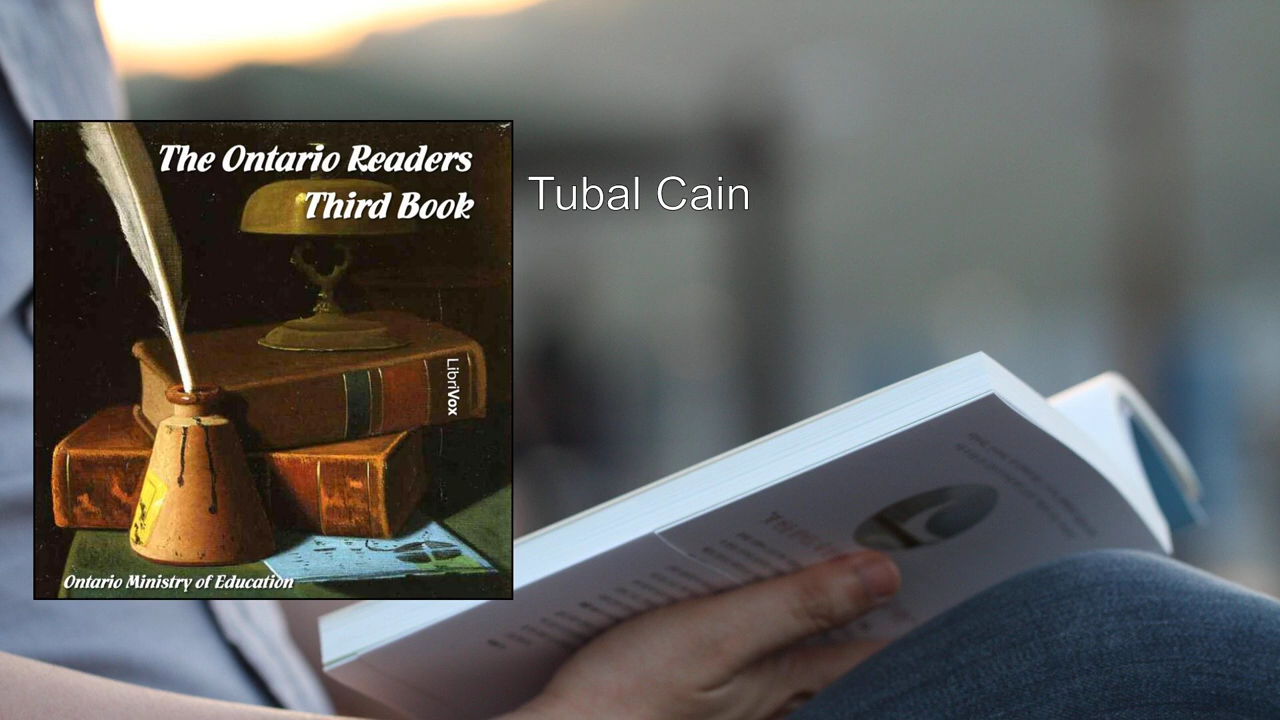 The Ontario Readers
Third Book
LibriVox
Ontario Ministry of Education
Tubal Cain